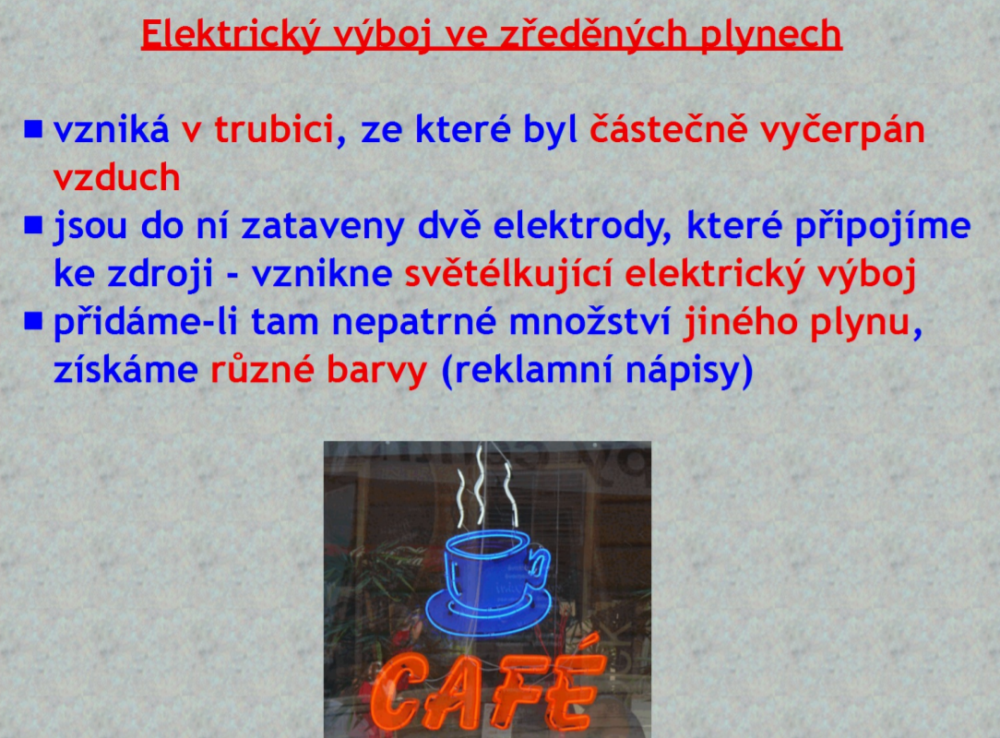 Elektrický výboj ve zředěných plynech
■ vzniká v trubici, ze které byl částečně vyčerpán
vzduch
■ jsou do ní zataveny dvě elektrody, které připojíme
ke zdroji - vznikne světélkující elektrický výboj
■ přidáme-li tam nepatrné množství jiného plynu,
získáme různé barvy (reklamní nápisy)
CAFÉ